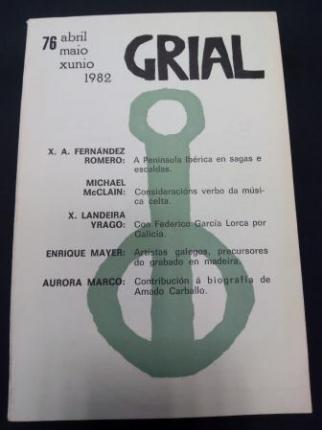 76 abril
maio
xunio
1982
GRIAL
X. A. FERNÁNDEZ
ROMERO: A Península Ibérica en sagas e
escaldas.
MICHAEL
McCLAIN: Consideracións verbo da músi-
ca celta.
X. LANDEIRA
YRAGO: Con Federico García Lorca por
Galicia.
ENRIQUE MAYER: Artistas galegos, precursores
do grabado en madeira.
AURORA MARCO: Contribución á biografía de
Amado Carballo.